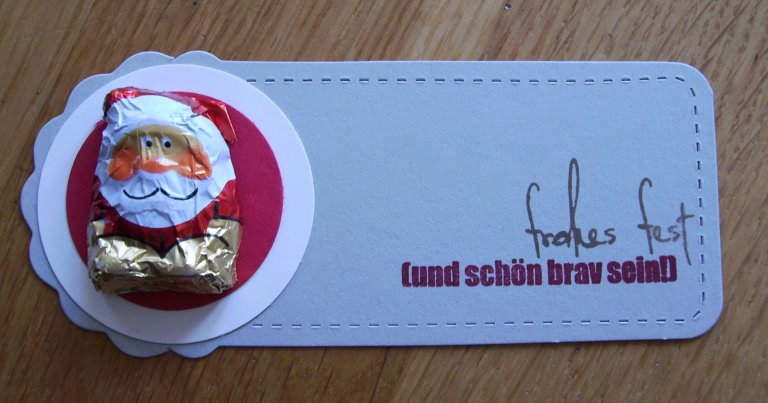 frohes fest
(und schön brav sein!)